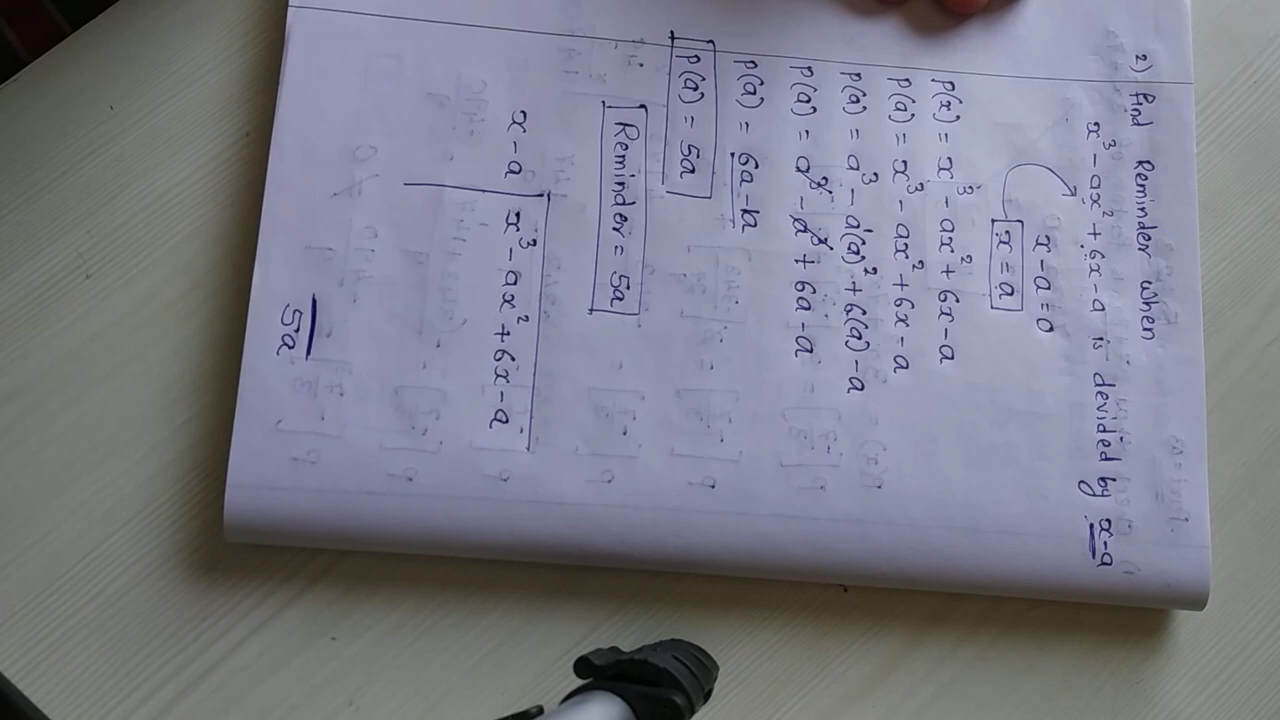 2) find Reminder when
x³ - ax² + 6x - a is devided by x-a
x - a = 0
x = a
P(x) = x³ - ax² + 6x - a
P(a) = x³ - ax² + 6x - a
P(a) = a³ - a(a)² + 6(a) - a
P(a) = a³ - a³ + 6a - a
P(a) = 6a - 1a
P(a) = 5a
Reminder = 5a
x - a x³ - ax² + 6x - a
5a